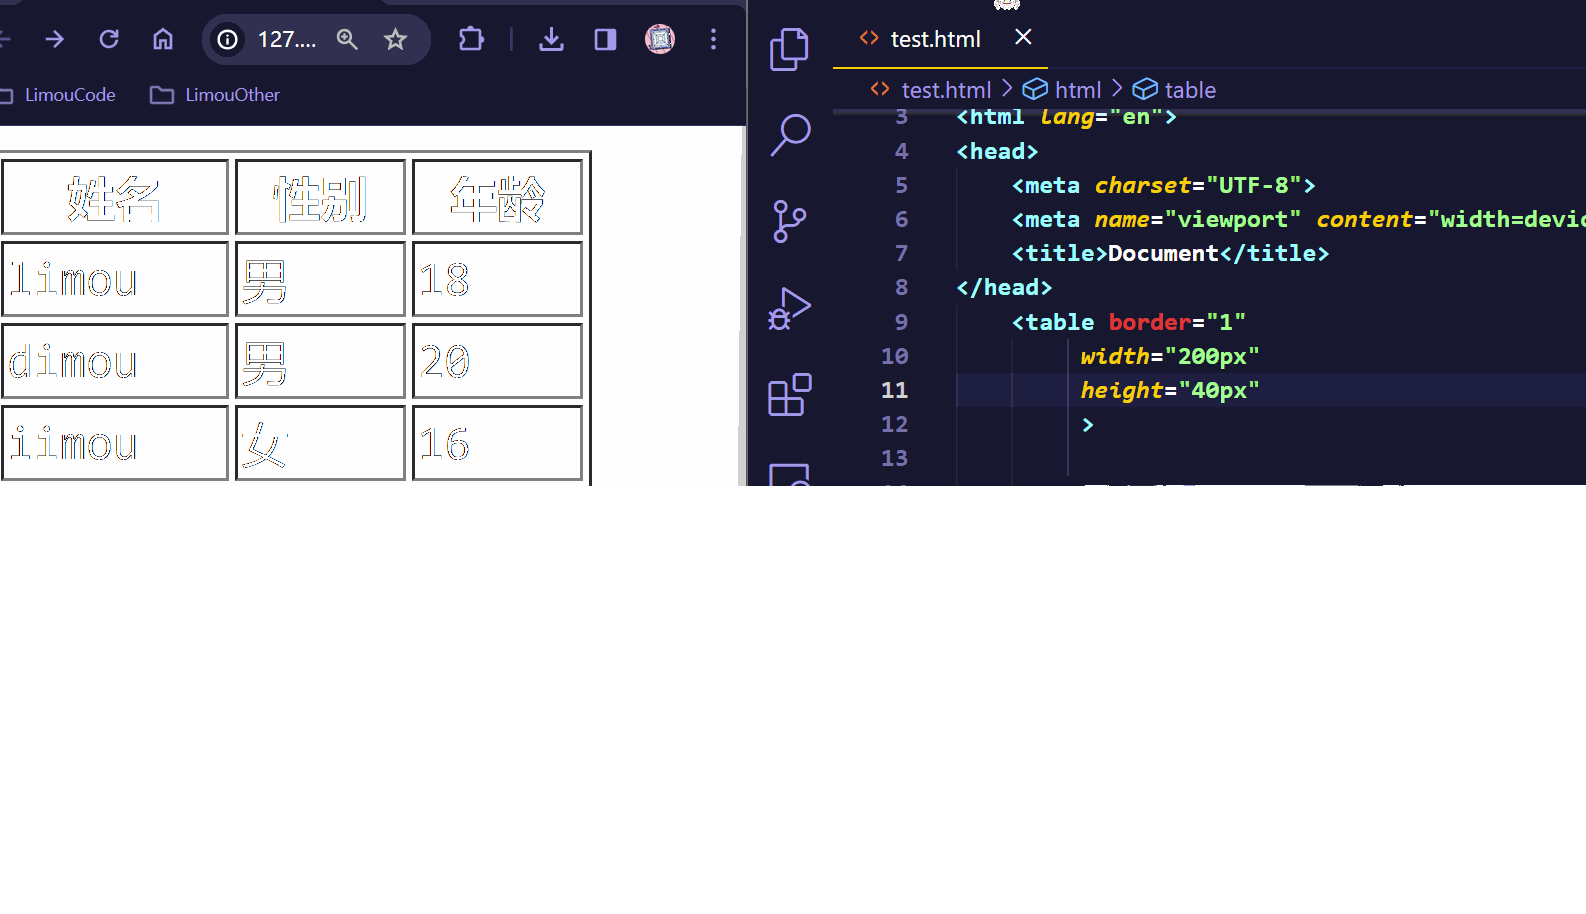 127....
LimouCode
LimouOther
姓名 性别 年龄
limou 男 18
dimou 男 20
iimou 女 16
test.html
test.html > html > table
3 <html lang="en">
4 <head>
5 <meta charset="UTF-8">
6 <meta name="viewport" content="width=devic
7 <title>Document</title>
8 </head>
9 <table border="1"
10 width="200px"
11 height="40px"
12 >
13